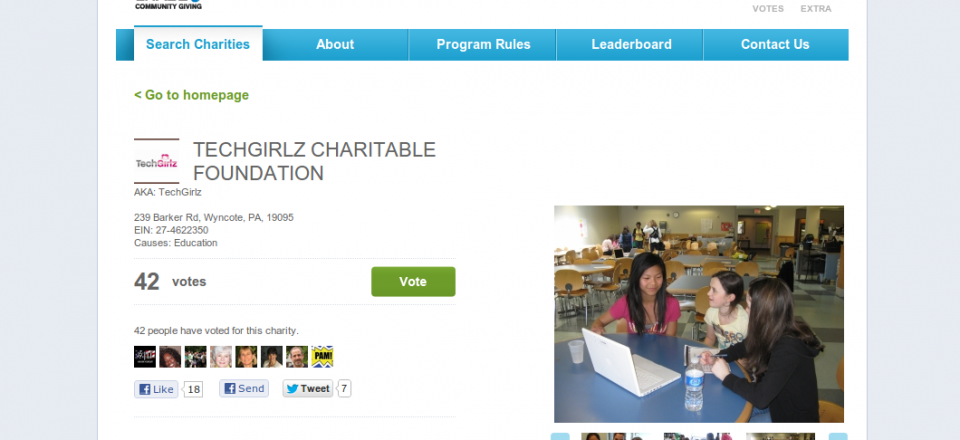 COMMUNITY GIVING
VOTES EXTRA
Search Charities About Program Rules Leaderboard Contact Us
< Go to homepage
TechGirlz
TECHGIRLZ CHARITABLE
FOUNDATION
AKA: TechGirlz
239 Barker Rd, Wyncote, PA, 19095
EIN: 27-4622350
Causes: Education
42 votes Vote
42 people have voted for this charity.
PAM!
Like 18 Send Tweet 7